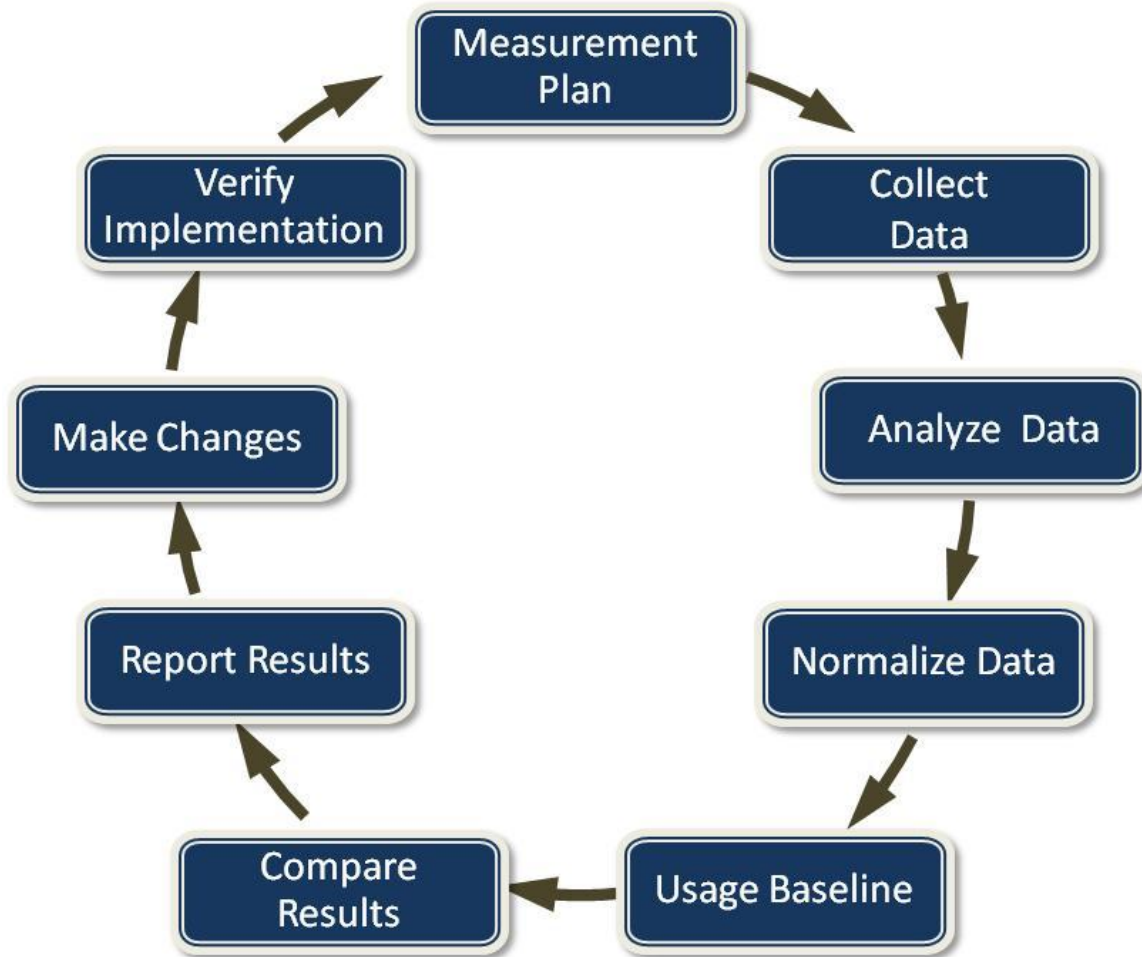 Measurement
Plan
Collect
Data
Analyze Data
Normalize Data
Usage Baseline
Compare
Results
Report Results
Make Changes
Verify
Implementation